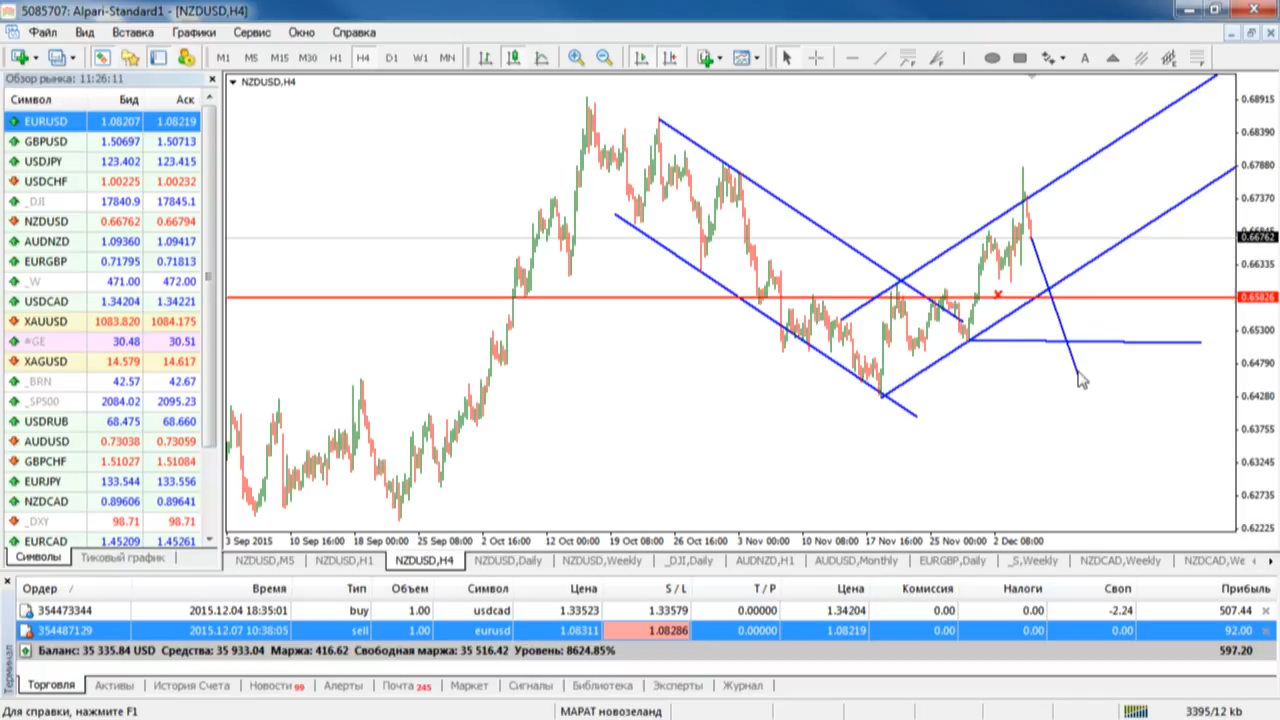 5085707: Alpari-Standard1 - [NZDUSD,H4]
Файл Вид Вставка Графики Сервис Окно Справка
M1 M5 M15 M30 H1 H4 D1 W1 MN
Обзор рынка: 11:26:11
Символ Бид Аск
EURUSD 1.08207 1.08219
GBPUSD 1.50697 1.50713
USDJPY 123.402 123.415
USDCHF 1.00225 1.00232
_DJI 17840.9 17845.1
NZDUSD 0.66762 0.66794
AUDNZD 1.09360 1.09417
EURGBP 0.71795 0.71813
_W 471.00 472.00
USDCAD 1.34204 1.34221
XAUUSD 1083.820 1084.175
#GE 30.48 30.51
XAGUSD 14.579 14.617
_BRN 42.57 42.67
_SP500 2084.02 2095.23
USDRUB 68.475 68.660
AUDUSD 0.73038 0.73059
GBPCHF 1.51027 1.51084
EURJPY 133.544 133.556
NZDCAD 0.89606 0.89641
_DXY 98.71 98.71
EURCAD 1.45209 1.45261
Символы Тиковый график
NZDUSD,H4
0.68915
0.68390
0.67880
0.67370
0.66762
0.66335
0.65826
0.65300
0.64790
0.64280
0.63755
0.63245
0.62735
0.62225
3 Sep 2015 10 Sep 16:00 18 Sep 00:00 25 Sep 08:00 2 Oct 16:00 12 Oct 00:00 19 Oct 08:00 26 Oct 16:00 3 Nov 00:00 10 Nov 08:00 17 Nov 16:00 25 Nov 00:00 2 Dec 08:00
NZDUSD,M5 NZDUSD,H1 NZDUSD,H4 NZDUSD,Daily NZDUSD,Weekly _DJI,Daily AUDNZD,H1 AUDUSD,Monthly EURGBP,Daily _S,Weekly NZDCAD,Weekly NZDCAD,We
Терминал
Ордер / Время Тип Объем Символ Цена S / L T / P Цена Комиссия Налоги Своп Прибыль
354473344 2015.12.04 18:35:01 buy 1.00 usdcad 1.33523 1.33579 0.00000 1.34204 0.00 0.00 -2.24 507.44
354487129 2015.12.07 10:38:05 sell 1.00 eurusd 1.08311 1.08286 0.00000 1.08219 0.00 0.00 0.00 92.00
Баланс: 35 335.84 USD Средства: 35 933.04 Маржа: 416.62 Свободная маржа: 35 516.42 Уровень: 8624.85% 597.20
Торговля Активы История Счета Новости 99 Алерты Почта 245 Маркет Сигналы Библиотека Эксперты Журнал
Для справки, нажмите F1 МАРАТ новозеланд 3395/12 kb